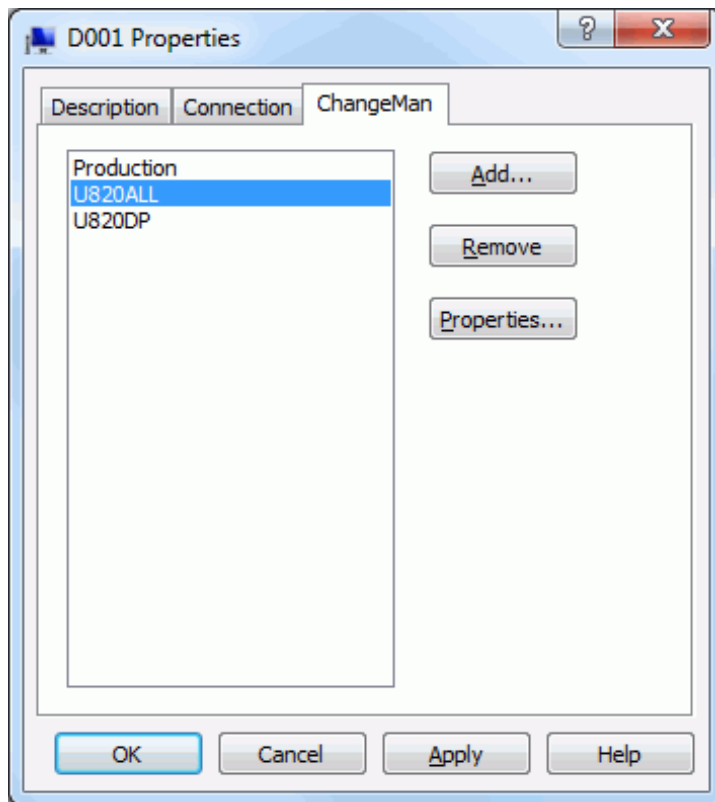 D001 Properties
Description Connection ChangeMan
Production
U820ALL
U820DP
Add...
Remove
Properties...
OK Cancel Apply Help